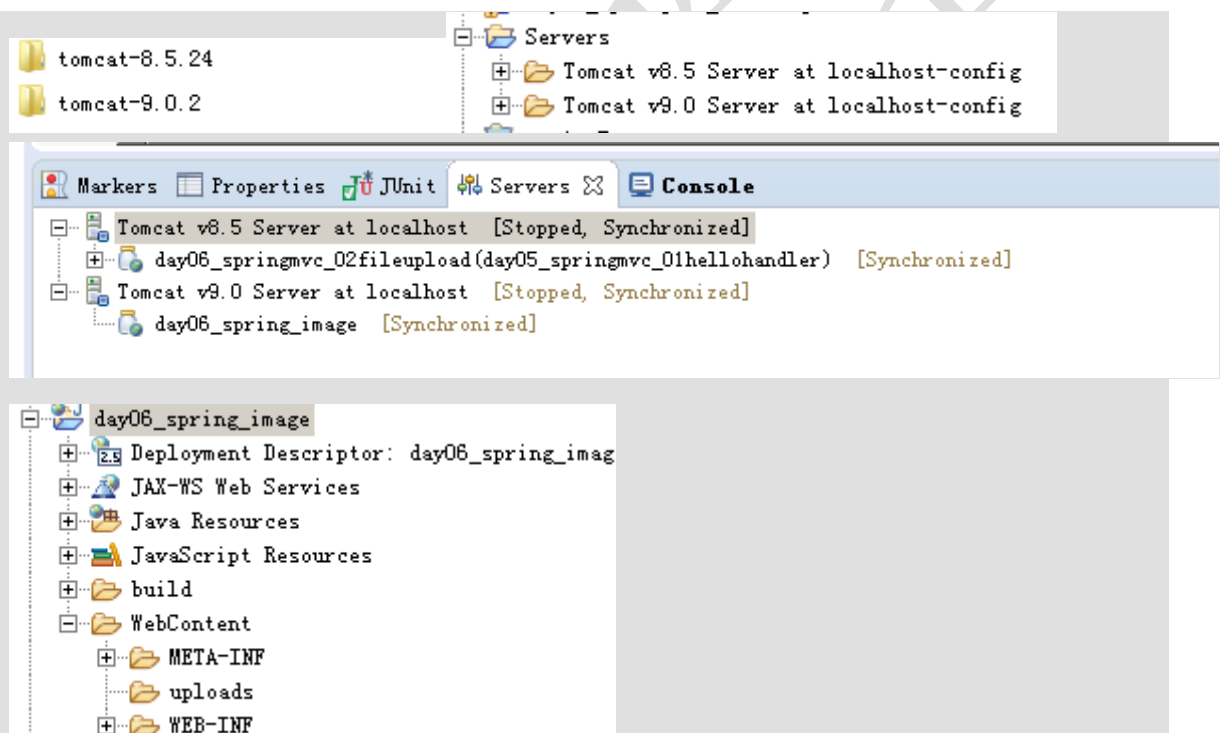 tomcat-8.5.24
tomcat-9.0.2
Servers
Tomcat v8.5 Server at localhost-config
Tomcat v9.0 Server at localhost-config
Markers Properties JUnit Servers Console
Tomcat v8.5 Server at localhost [Stopped, Synchronized]
day06_springmvc_02fileupload(day05_springmvc_01hellohandler) [Synchronized]
Tomcat v9.0 Server at localhost [Stopped, Synchronized]
day06_spring_image [Synchronized]
day06_spring_image
Deployment Descriptor: day06_spring_imag
JAX-WS Web Services
Java Resources
JavaScript Resources
build
WebContent
META-INF
uploads
WEB-INF